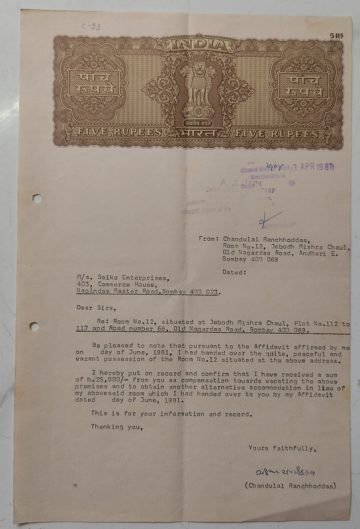 SRS
INDIA
पांच
रुपये
पांच
रुपये
FIVE RUPEES भारत FIVE RUPEES
APR 1981
From: Chandulal Ranchhoddas,
Room No.12, Jebodh Mishra Chawl,
Old Nagardas Road, Andheri E.
Bombay 400 069
Dated:
M/s. Seiko Enterprises,
403, Commerce House,
Nagindas Master Road,Bombay 400 023.
Dear Sirs,
Re: Room No.12, situated at Jebodh Mishra Chawl, Plot No.112 to
117 and Road number 66, Old Nagardas Road, Bombay 400 069.
Be pleased to note that pursuant to the Affidavit affirmed by me
on day of June, 1981, I had handed over the quite, peaceful and
vacant possession of the Room No.12 situated at the above address.
I hereby put on record and confirm that I have received a sum
of Rs.25,000/- from you as compensation towards vacating the above
premises and to obtain another alternative accommodation in lieu of
my abovesaid room which I had handed over to you by my Affidavit
dated day of June, 1981.
This is for your information and record.
Thanking you,
Yours faithfully,
(Chandulal Ranchhoddas)